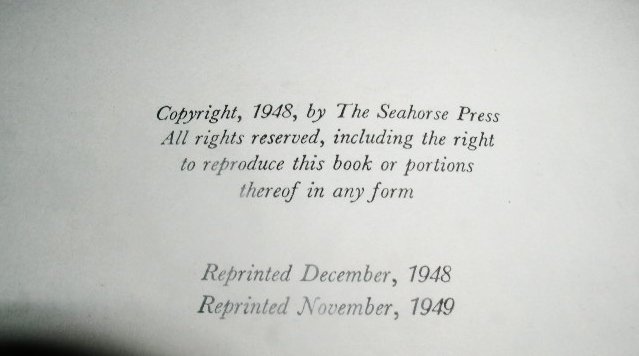 Copyright, 1948, by The Seahorse Press
All rights reserved, including the right
to reproduce this book or portions
thereof in any form
Reprinted December, 1948
Reprinted November, 1949